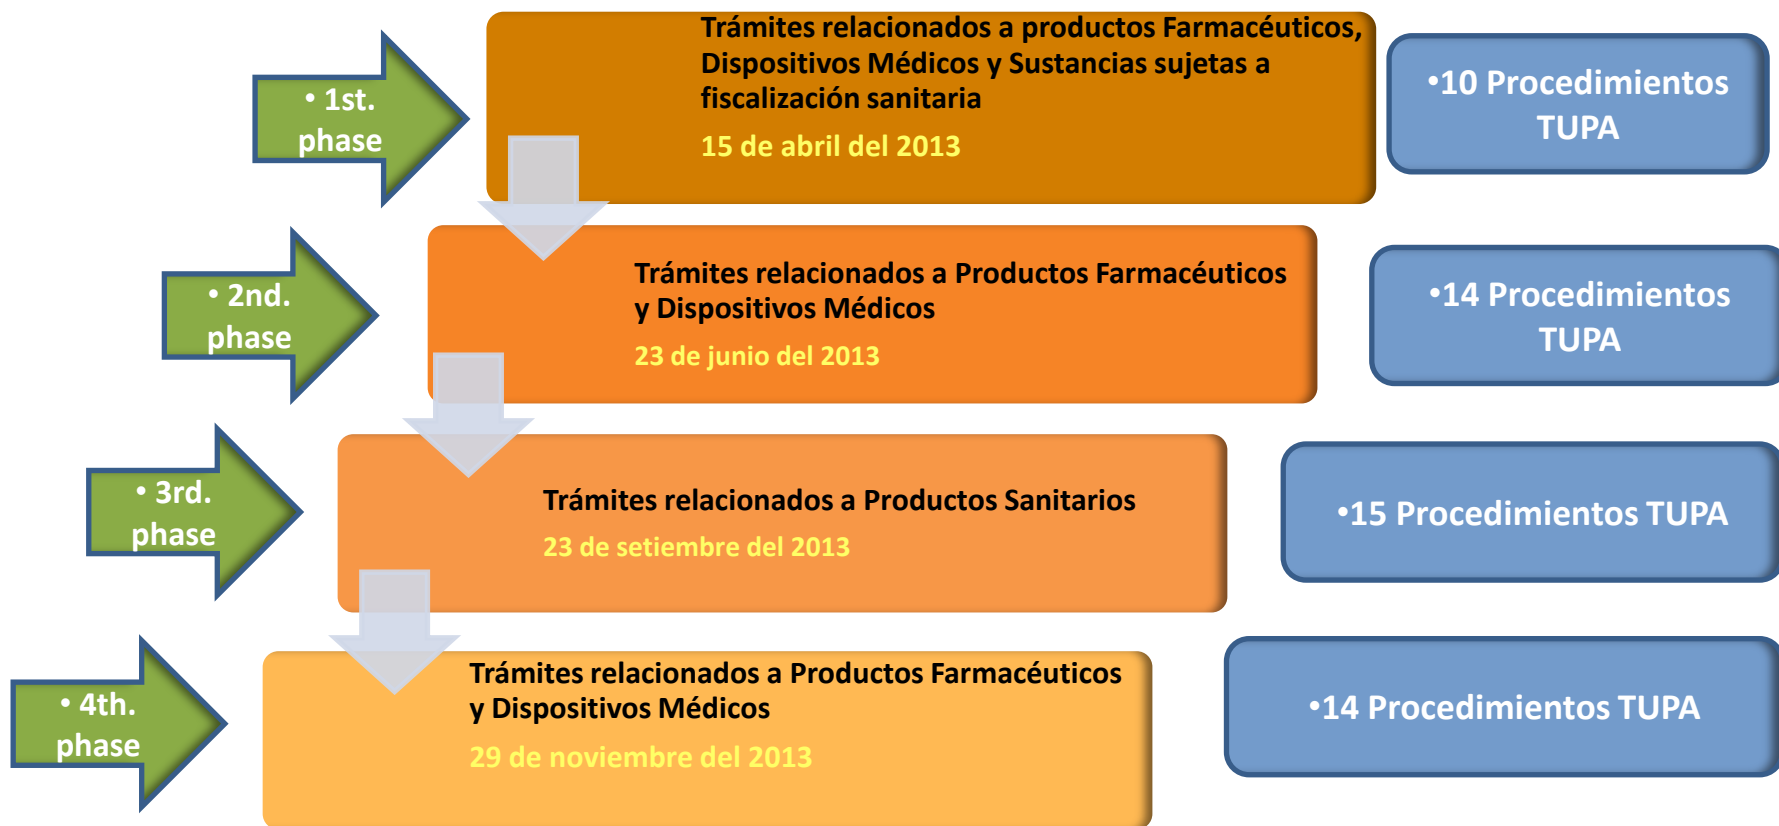 • 1st.
phase
Trámites relacionados a productos Farmacéuticos,
Dispositivos Médicos y Sustancias sujetas a
fiscalización sanitaria
15 de abril del 2013
•10 Procedimientos
TUPA
• 2nd.
phase
Trámites relacionados a Productos Farmacéuticos
y Dispositivos Médicos
23 de junio del 2013
•14 Procedimientos
TUPA
• 3rd.
phase
Trámites relacionados a Productos Sanitarios
23 de setiembre del 2013
•15 Procedimientos TUPA
• 4th.
phase
Trámites relacionados a Productos Farmacéuticos
y Dispositivos Médicos
29 de noviembre del 2013
•14 Procedimientos TUPA